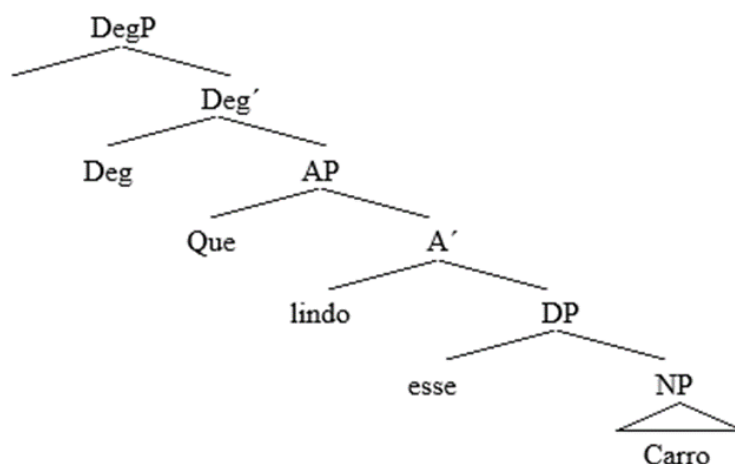 DegP
Deg´
Deg AP
Que A´
lindo DP
esse NP
Carro